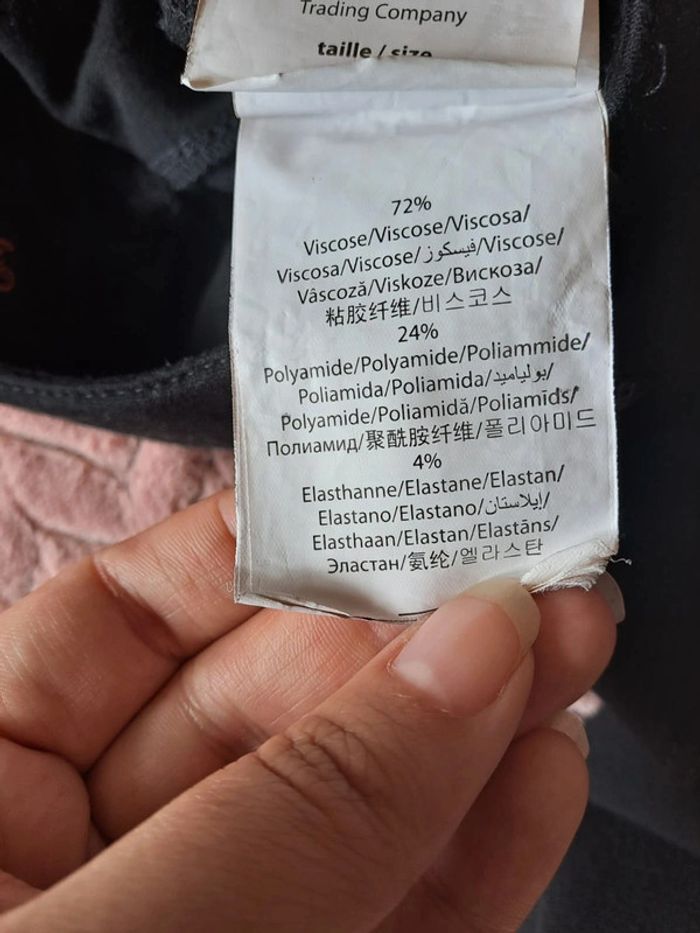 Trading Company
taille / size
72%
Viscose/Viscose/Viscosa/
Viscosa/Viscose/فيسكوز/Viscose/
Vâscoză/Viskoze/Вискоза/
粘胶纤维/비스코스
24%
Polyamide/Polyamide/Poliammide/
Poliamida/Poliamida/بولياميد/
Polyamide/Poliamidă/Poliamīds/
Полиамид/聚酰胺纤维/폴리아미드
4%
Elasthanne/Elastane/Elastan/
Elastano/Elastano/إيلاستان/
Elasthaan/Elastan/Elastāns/
Эластан/氨纶/엘라스탄